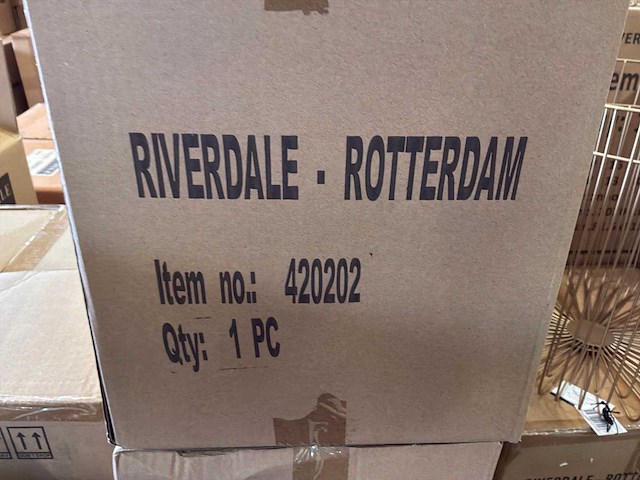 RIVERDALE . ROTTERDAM
Item no.: 420202
Qty: 1 PC